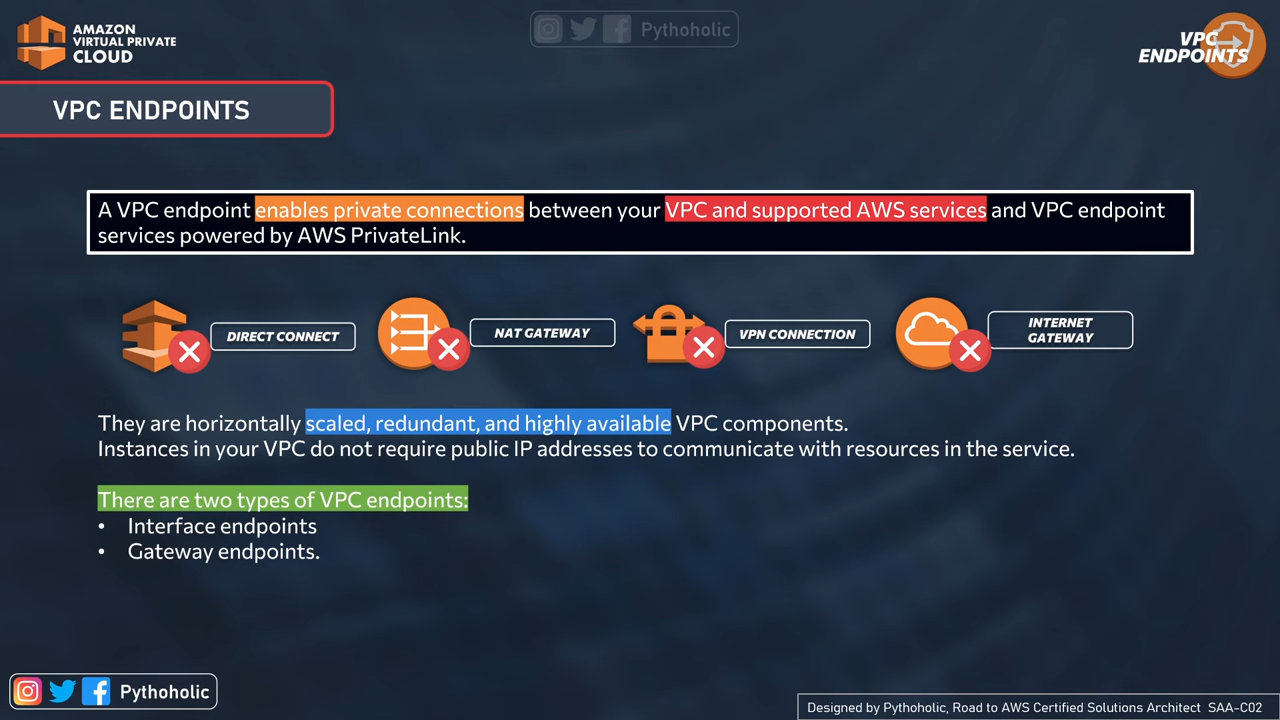 AMAZON
VIRTUAL PRIVATE
CLOUD
Pythoholic
VPC
ENDPOINTS
VPC ENDPOINTS
A VPC endpoint enables private connections between your VPC and supported AWS services and VPC endpoint
services powered by AWS PrivateLink.
DIRECT CONNECT
NAT GATEWAY
VPN CONNECTION
INTERNET
GATEWAY
They are horizontally scaled, redundant, and highly available VPC components.
Instances in your VPC do not require public IP addresses to communicate with resources in the service.
There are two types of VPC endpoints:
• Interface endpoints
• Gateway endpoints.
Pythoholic
Designed by Pythoholic, Road to AWS Certified Solutions Architect SAA-C02